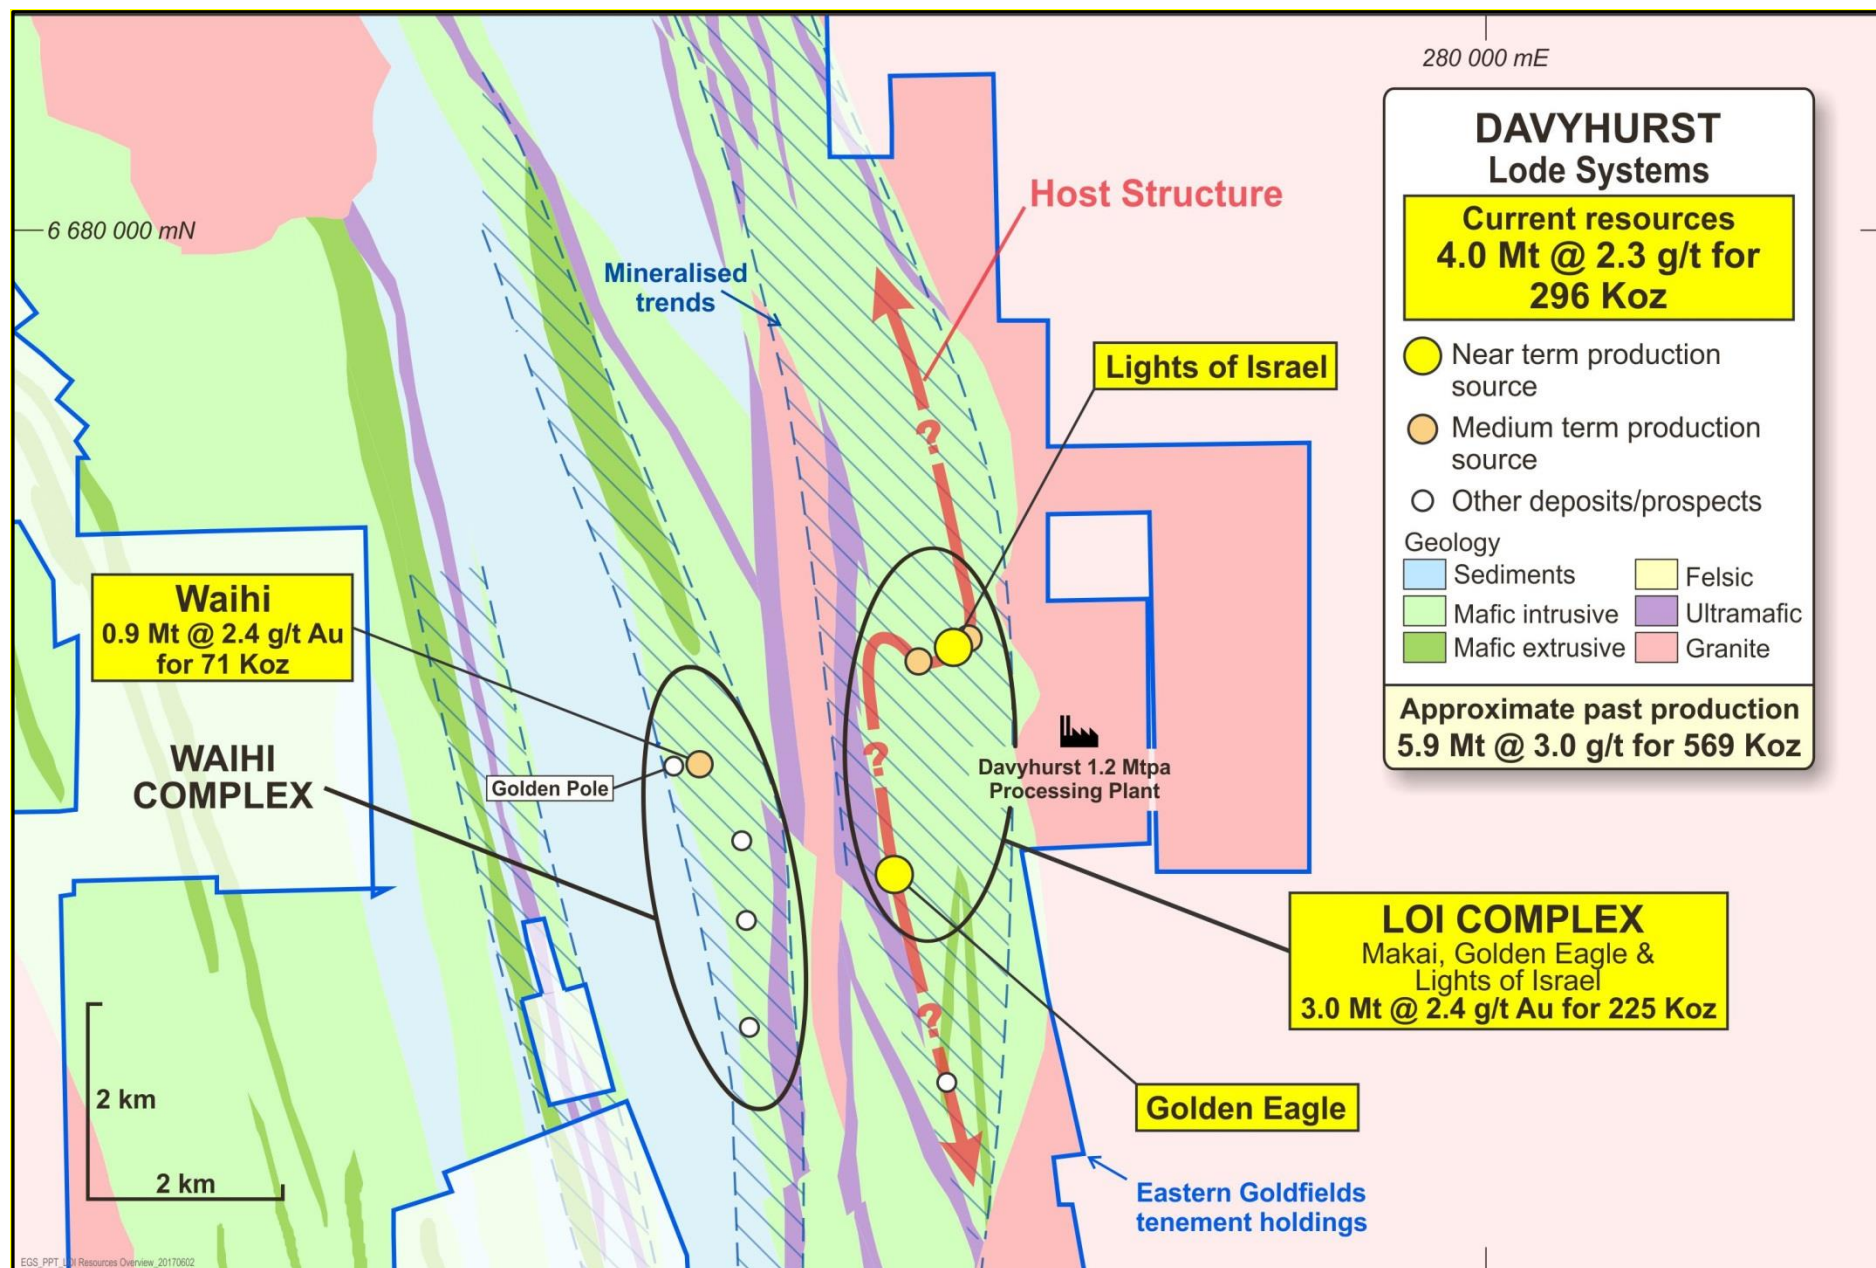 280 000 mE
6 680 000 mN
DAVYHURST
Lode Systems
Current resources
4.0 Mt @ 2.3 g/t for
296 Koz
Near term production
source
Medium term production
source
Other deposits/prospects
Geology
Sediments
Mafic intrusive
Mafic extrusive
Felsic
Ultramafic
Granite
Approximate past production
5.9 Mt @ 3.0 g/t for 569 Koz
Host Structure
Mineralised
trends
Lights of Israel
?
Waihi
0.9 Mt @ 2.4 g/t Au
for 71 Koz
WAIHI
COMPLEX
Golden Pole
?
Davyhurst 1.2 Mtpa
Processing Plant
LOI COMPLEX
Makai, Golden Eagle &
Lights of Israel
3.0 Mt @ 2.4 g/t Au for 225 Koz
?
Golden Eagle
2 km
2 km
Eastern Goldfields
tenement holdings
EGS_PPT_LOI Resources Overview_20170602